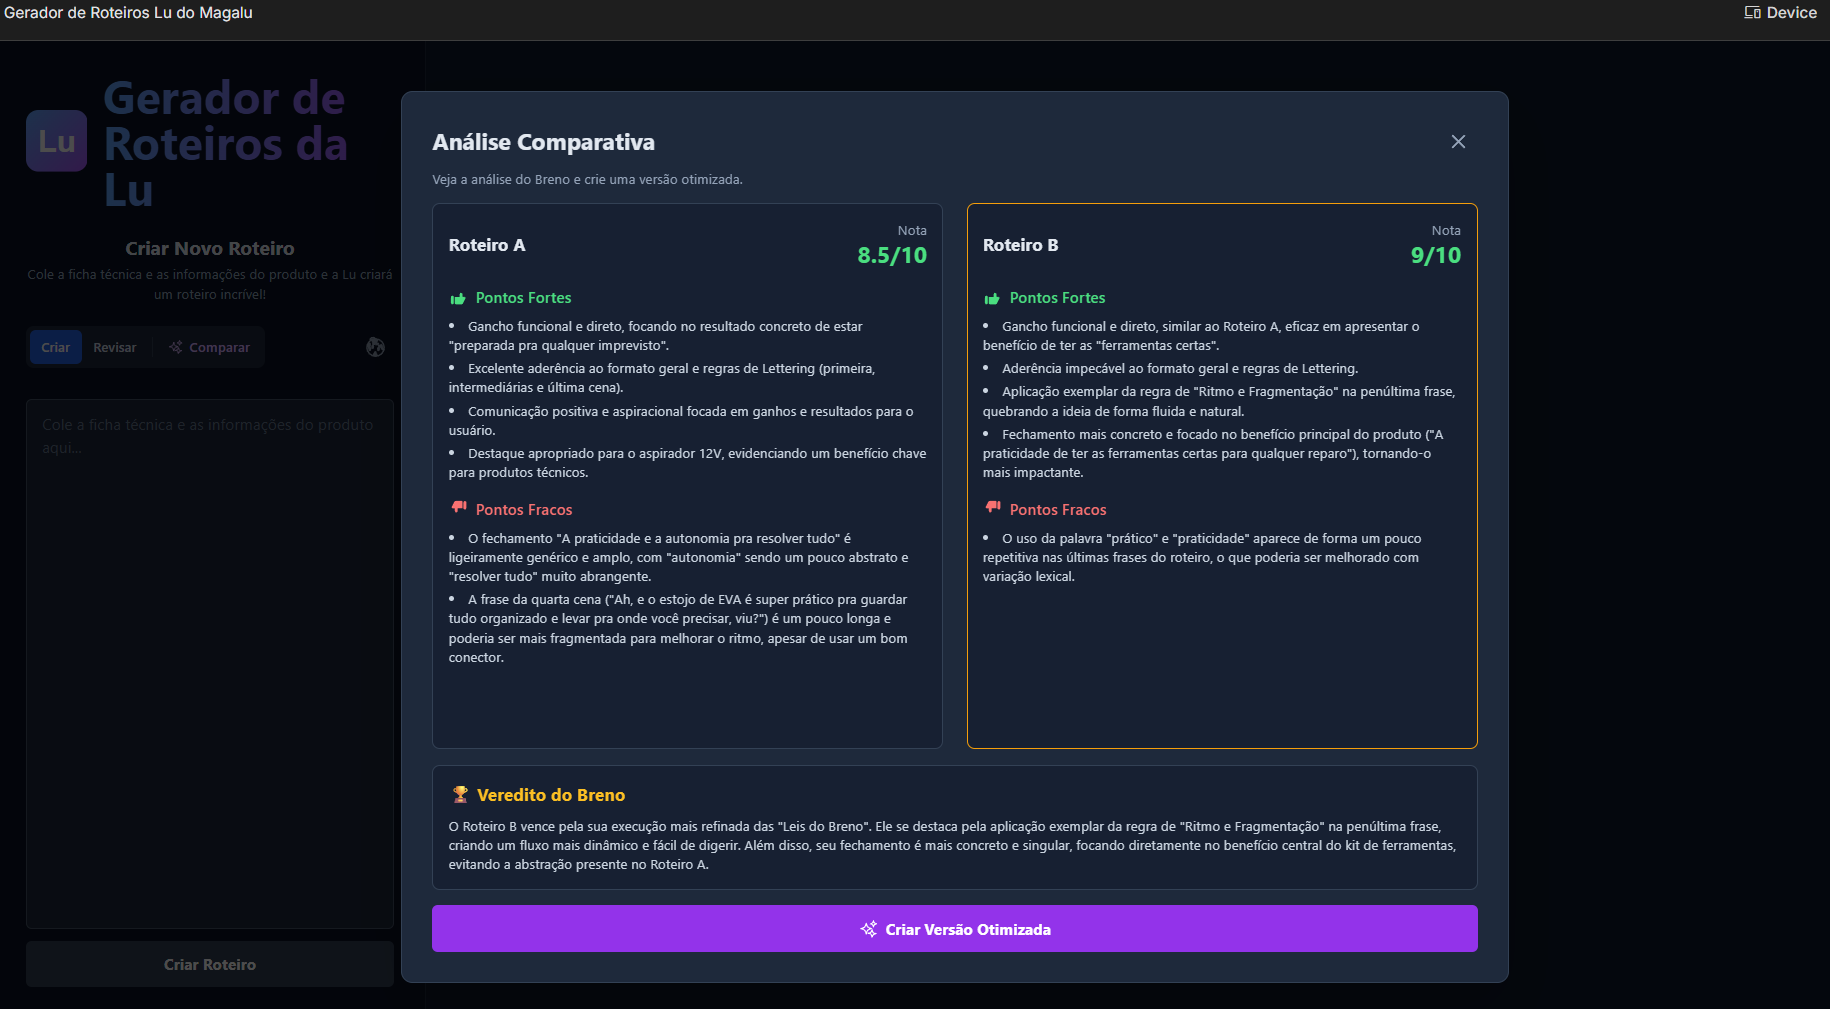 Gerador de Roteiros Lu do Magalu
Device
Lu
Gerador de
Roteiros da
Lu
Criar Novo Roteiro
Cole a ficha técnica e as informações do produto e a Lu criará
um roteiro incrível!
Criar
Revisar
Comparar
Cole a ficha técnica e as informações do produto
aqui...
Criar Roteiro
Análise Comparativa
Veja a análise do Breno e crie uma versão otimizada.
Roteiro A
Nota
8.5/10
Pontos Fortes
• Gancho funcional e direto, focando no resultado concreto de estar
"preparada pra qualquer imprevisto".
• Excelente aderência ao formato geral e regras de Lettering (primeira,
intermediárias e última cena).
• Comunicação positiva e aspiracional focada em ganhos e resultados para o
usuário.
• Destaque apropriado para o aspirador 12V, evidenciando um benefício chave
para produtos técnicos.
Pontos Fracos
• O fechamento "A praticidade e a autonomia pra resolver tudo" é
ligeiramente genérico e amplo, com "autonomia" sendo um pouco abstrato e
"resolver tudo" muito abrangente.
• A frase da quarta cena ("Ah, e o estojo de EVA é super prático pra guardar
tudo organizado e levar pra onde você precisar, viu?") é um pouco longa e
poderia ser mais fragmentada para melhorar o ritmo, apesar de usar um bom
conector.
Roteiro B
Nota
9/10
Pontos Fortes
• Gancho funcional e direto, similar ao Roteiro A, eficaz em apresentar o
benefício de ter as "ferramentas certas".
• Aderência impecável ao formato geral e regras de Lettering.
• Aplicação exemplar da regra de "Ritmo e Fragmentação" na penúltima frase,
quebrando a ideia de forma fluida e natural.
• Fechamento mais concreto e focado no benefício principal do produto ("A
praticidade de ter as ferramentas certas para qualquer reparo"), tornando-o
mais impactante.
Pontos Fracos
• O uso da palavra "prático" e "praticidade" aparece de forma um pouco
repetitiva nas últimas frases do roteiro, o que poderia ser melhorado com
variação lexical.
Veredito do Breno
O Roteiro B vence pela sua execução mais refinada das "Leis do Breno". Ele se destaca pela aplicação exemplar da regra de "Ritmo e Fragmentação" na penúltima frase,
criando um fluxo mais dinâmico e fácil de digerir. Além disso, seu fechamento é mais concreto e singular, focando diretamente no benefício central do kit de ferramentas,
evitando a abstração presente no Roteiro A.
Criar Versão Otimizada